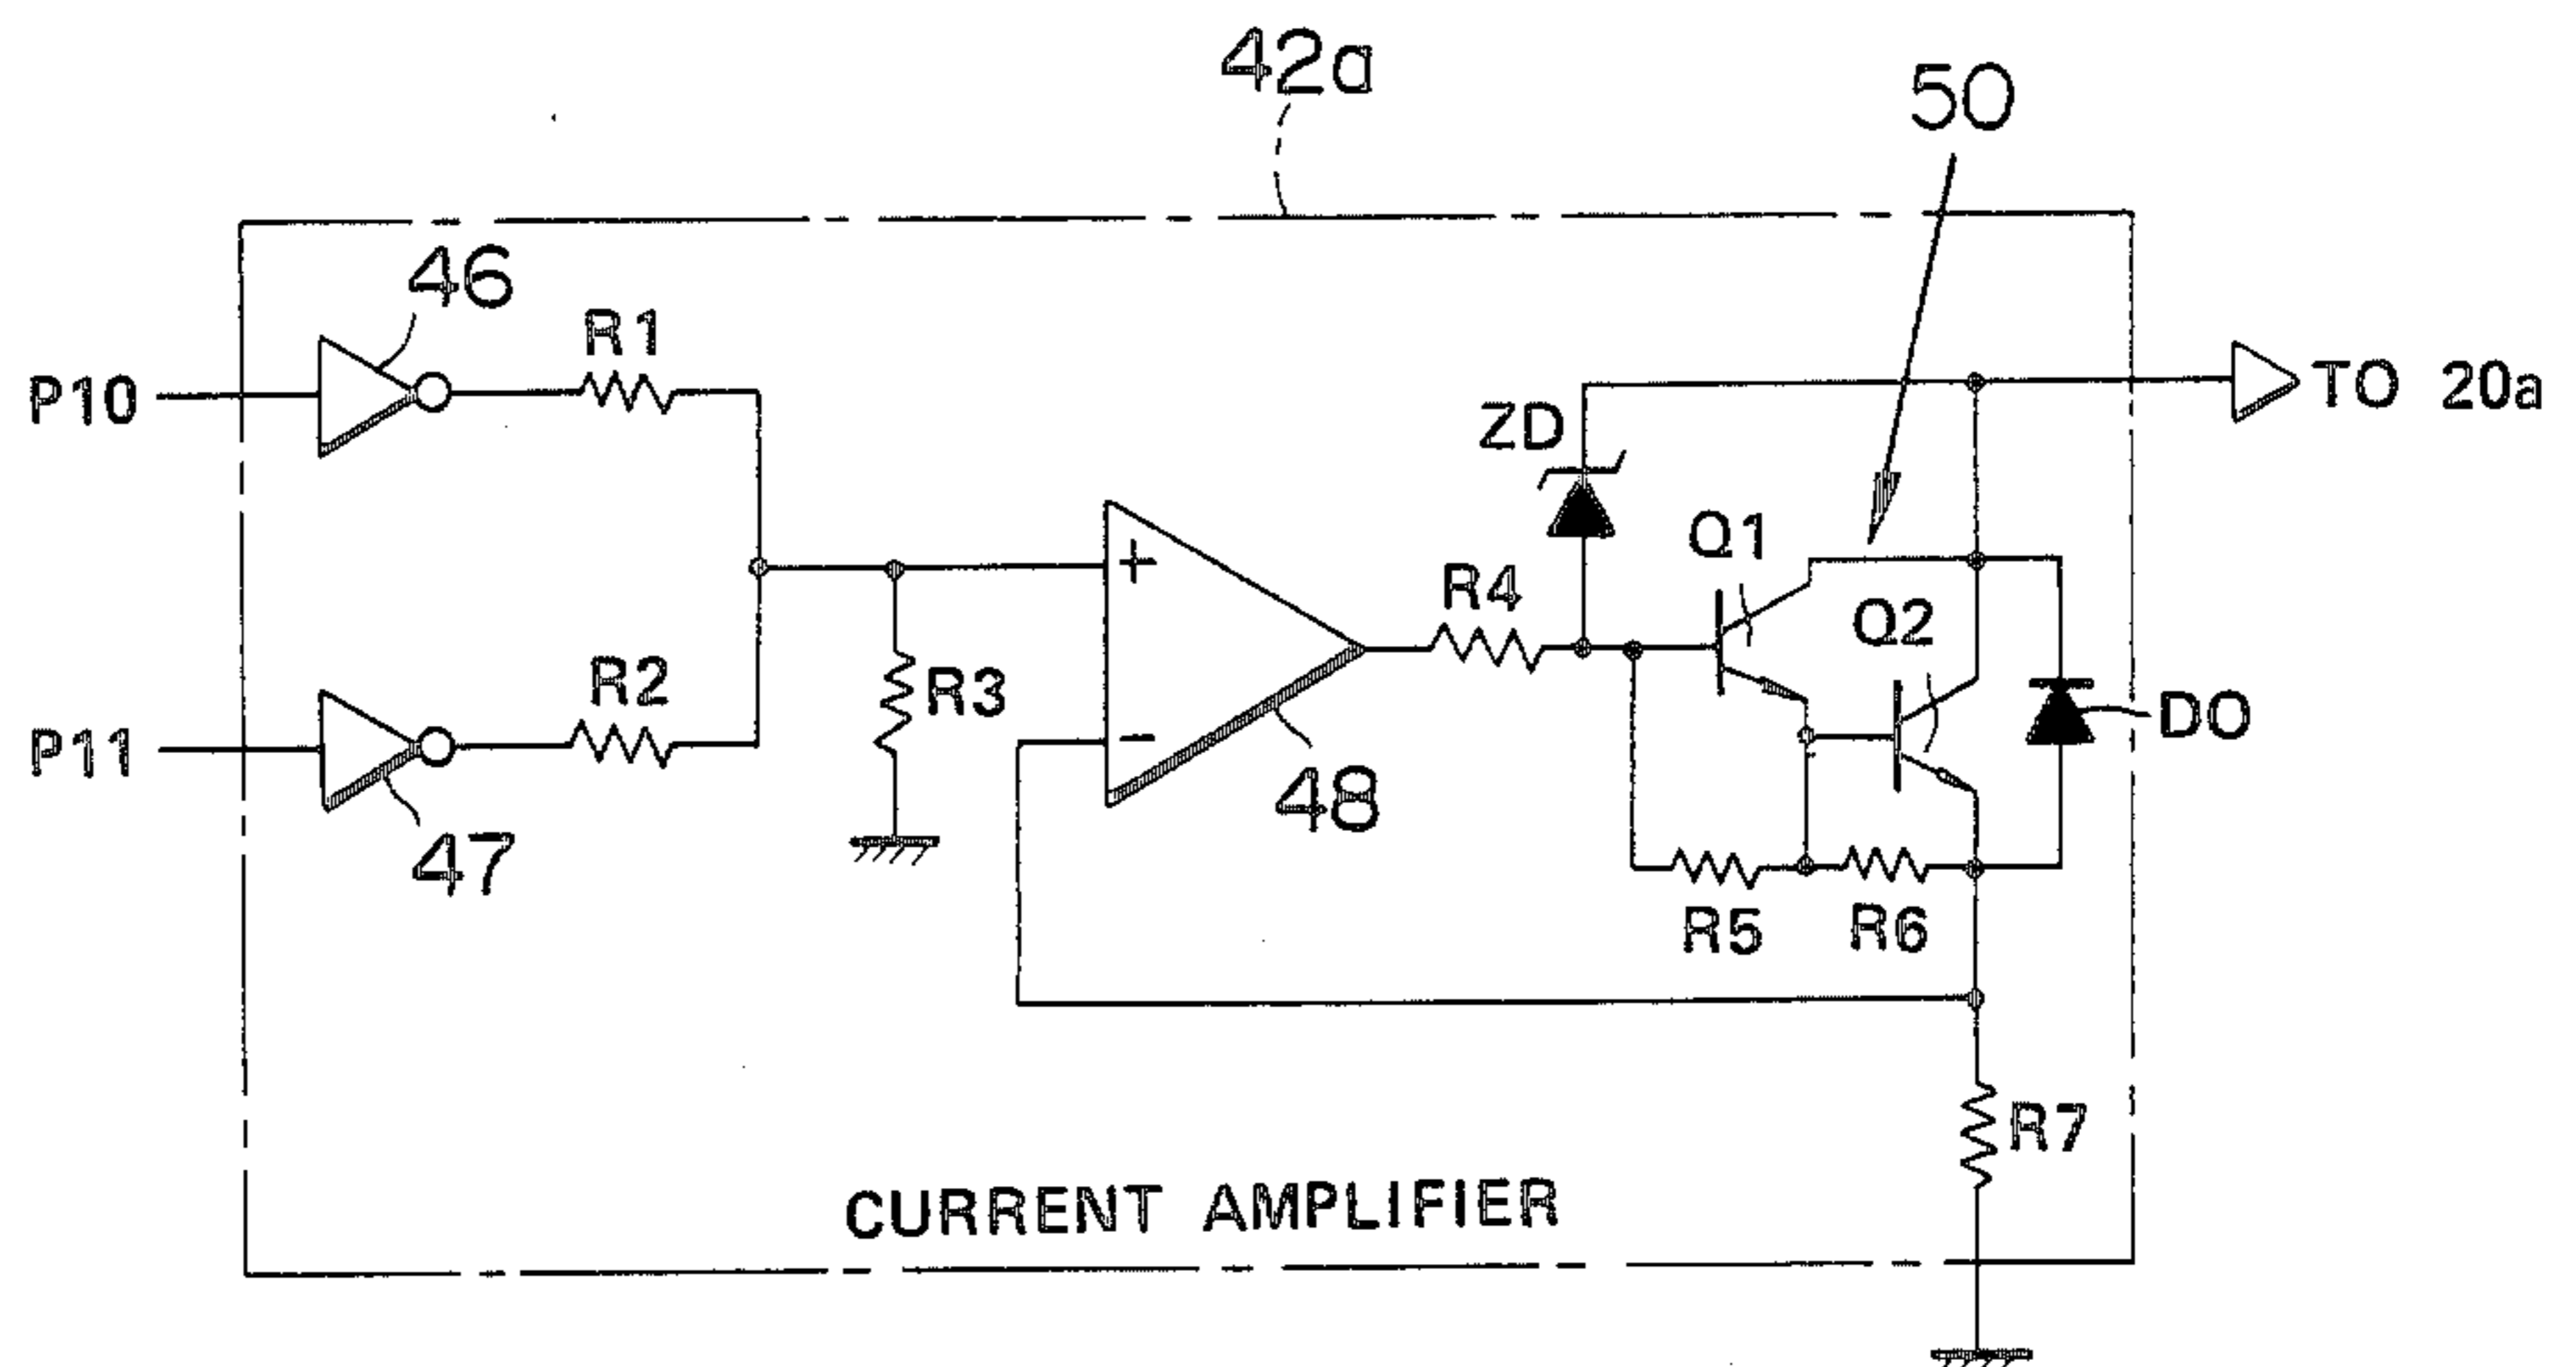 42a
50
46
R1
P10
TO 20a
ZD
Q1
R4
Q2
+
R2
R3
DO
P11
−
48
47
R5
R6
R7
CURRENT AMPLIFIER